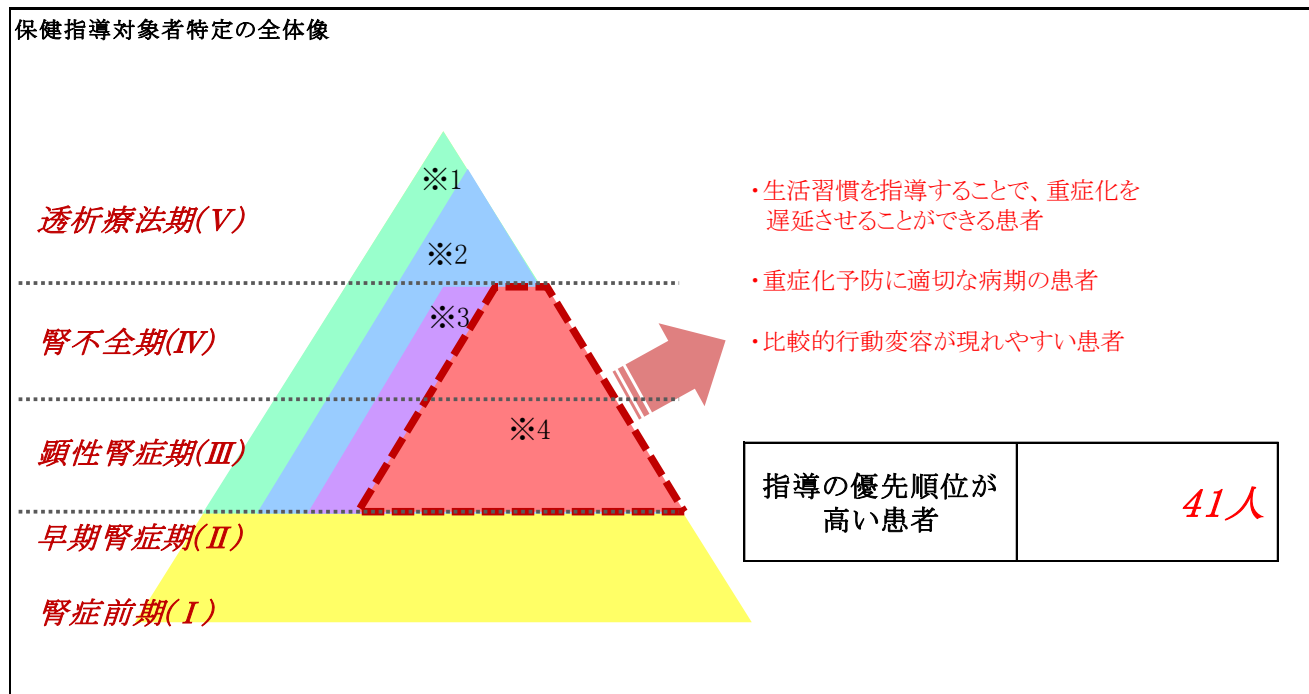 保健指導対象者特定の全体像
※1
透析療法期(Ⅴ)
※2
・生活習慣を指導することで、重症化を
遅延させることができる患者
・重症化予防に適切な病期の患者
※3
腎不全期(Ⅳ)
・比較的行動変容が現れやすい患者
※4
顕性腎症期(Ⅲ)
指導の優先順位が
高い患者
41人
早期腎症期(Ⅱ)
腎症前期(Ⅰ)